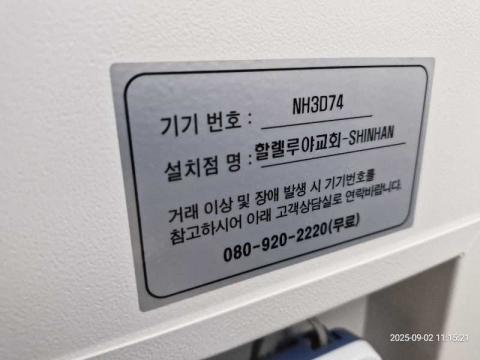 기기 번호 : NH3D74
설치점 명 : 할렐루야교회-SHINHAN
거래 이상 및 장애 발생 시 기기번호를
참고하시어 아래 고객상담실로 연락바랍니다.
080-920-2220(무료)
2025-09-02 11:15:21